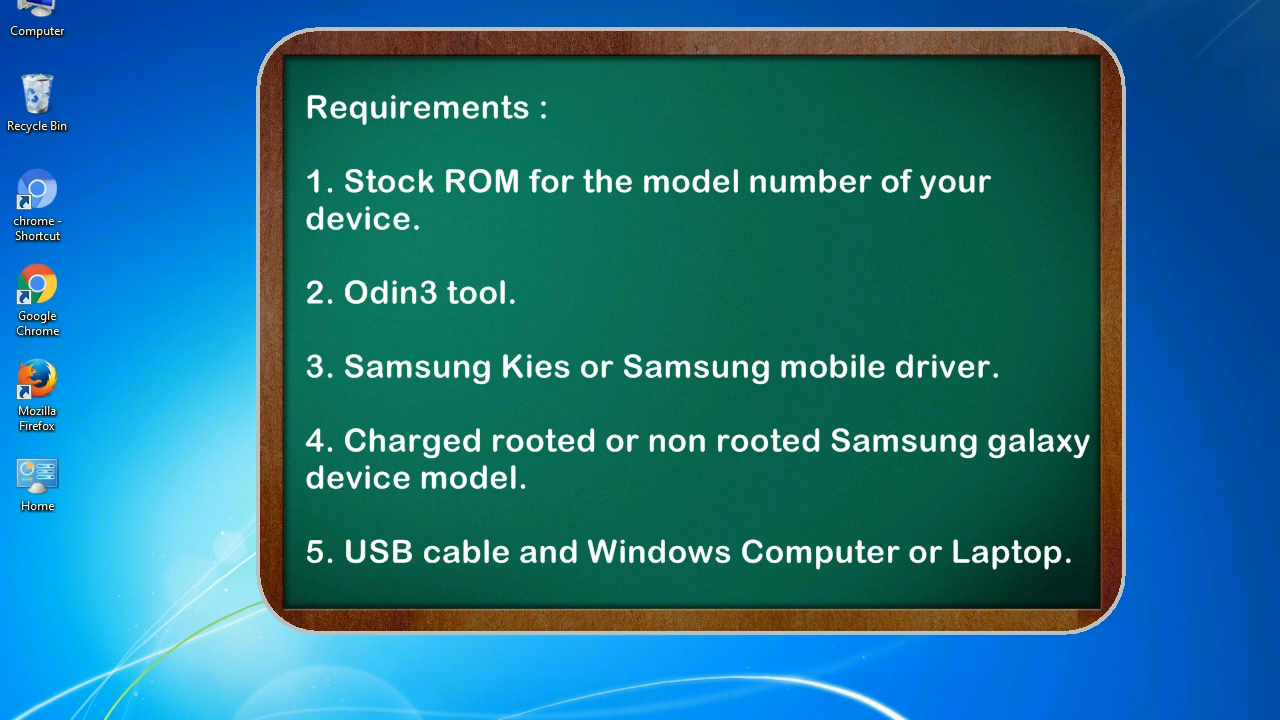 Computer
Recycle Bin
chrome -
Shortcut
Google
Chrome
Mozilla
Firefox
Home
Requirements :
1. Stock ROM for the model number of your
device.
2. Odin3 tool.
3. Samsung Kies or Samsung mobile driver.
4. Charged rooted or non rooted Samsung galaxy
device model.
5. USB cable and Windows Computer or Laptop.